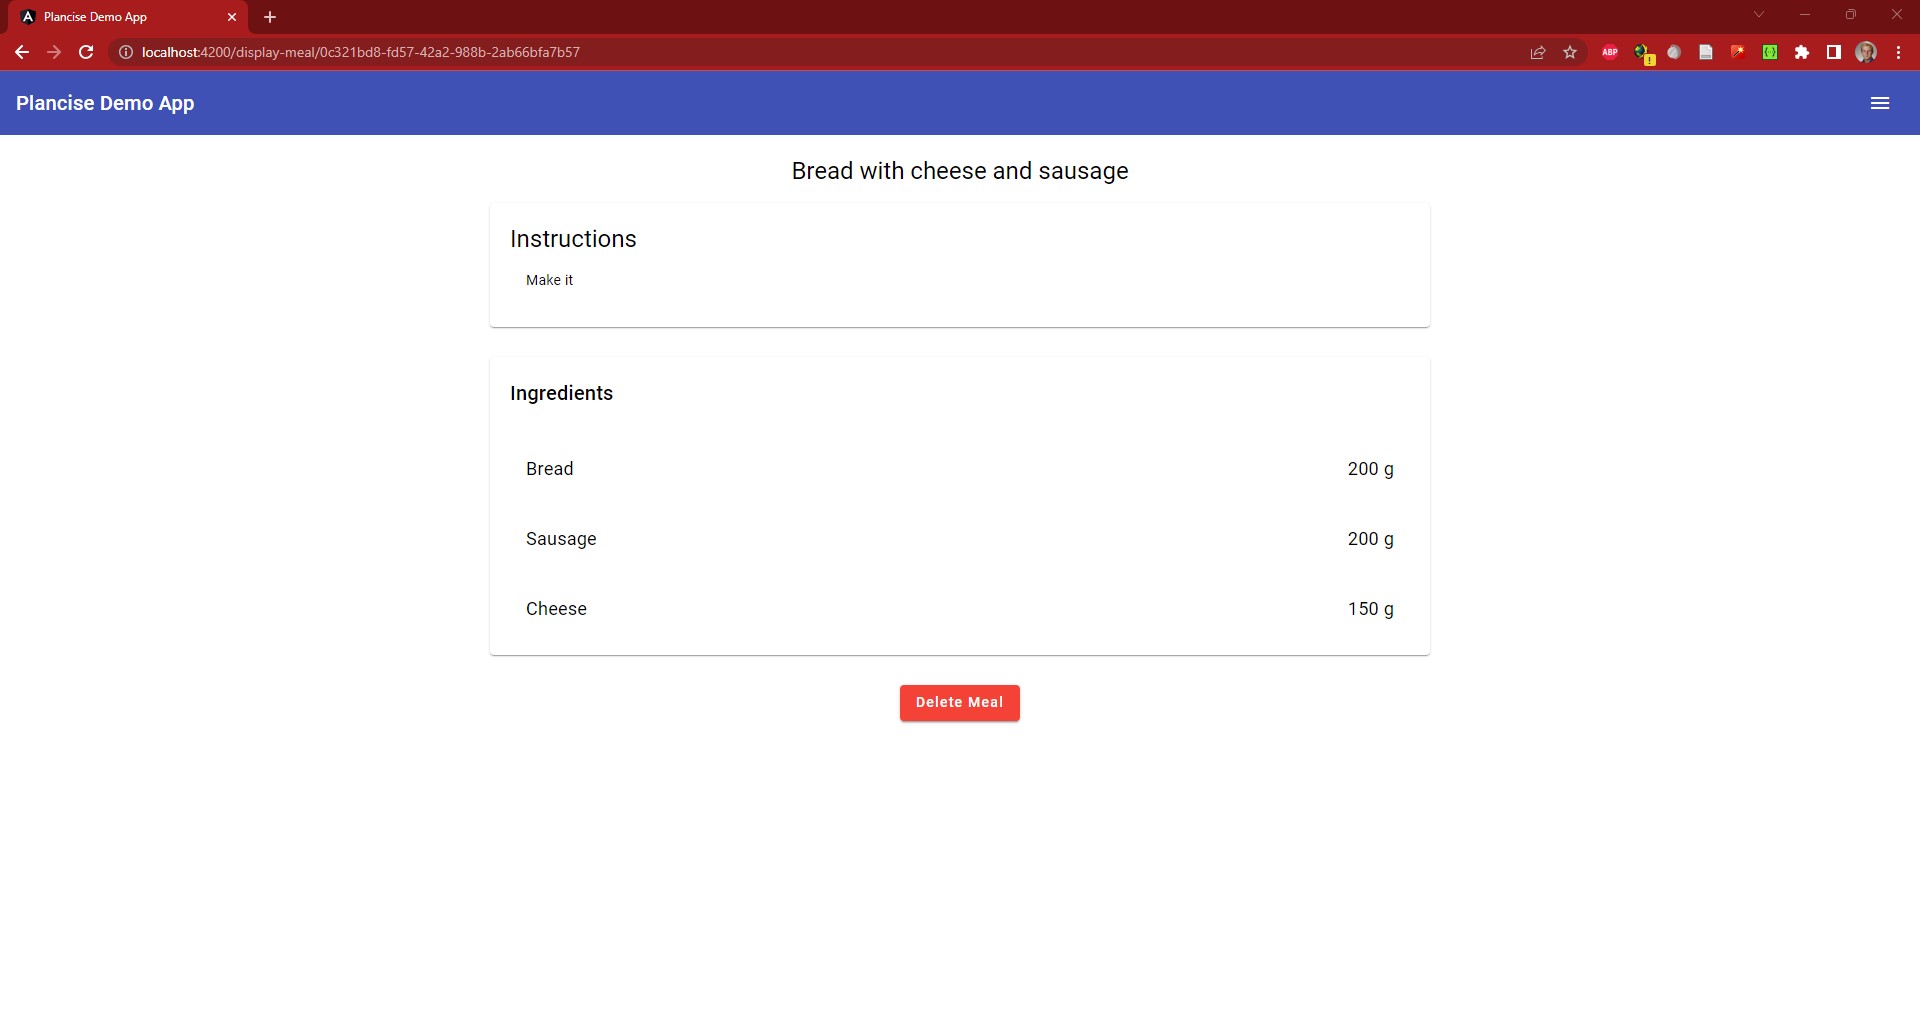 Plancise Demo App
localhost:4200/display-meal/0c321bd8-fd57-42a2-988b-2ab66bfa7b57
ABP
Plancise Demo App
Bread with cheese and sausage
Instructions
Make it
Ingredients
Bread 200 g
Sausage 200 g
Cheese 150 g
Delete Meal